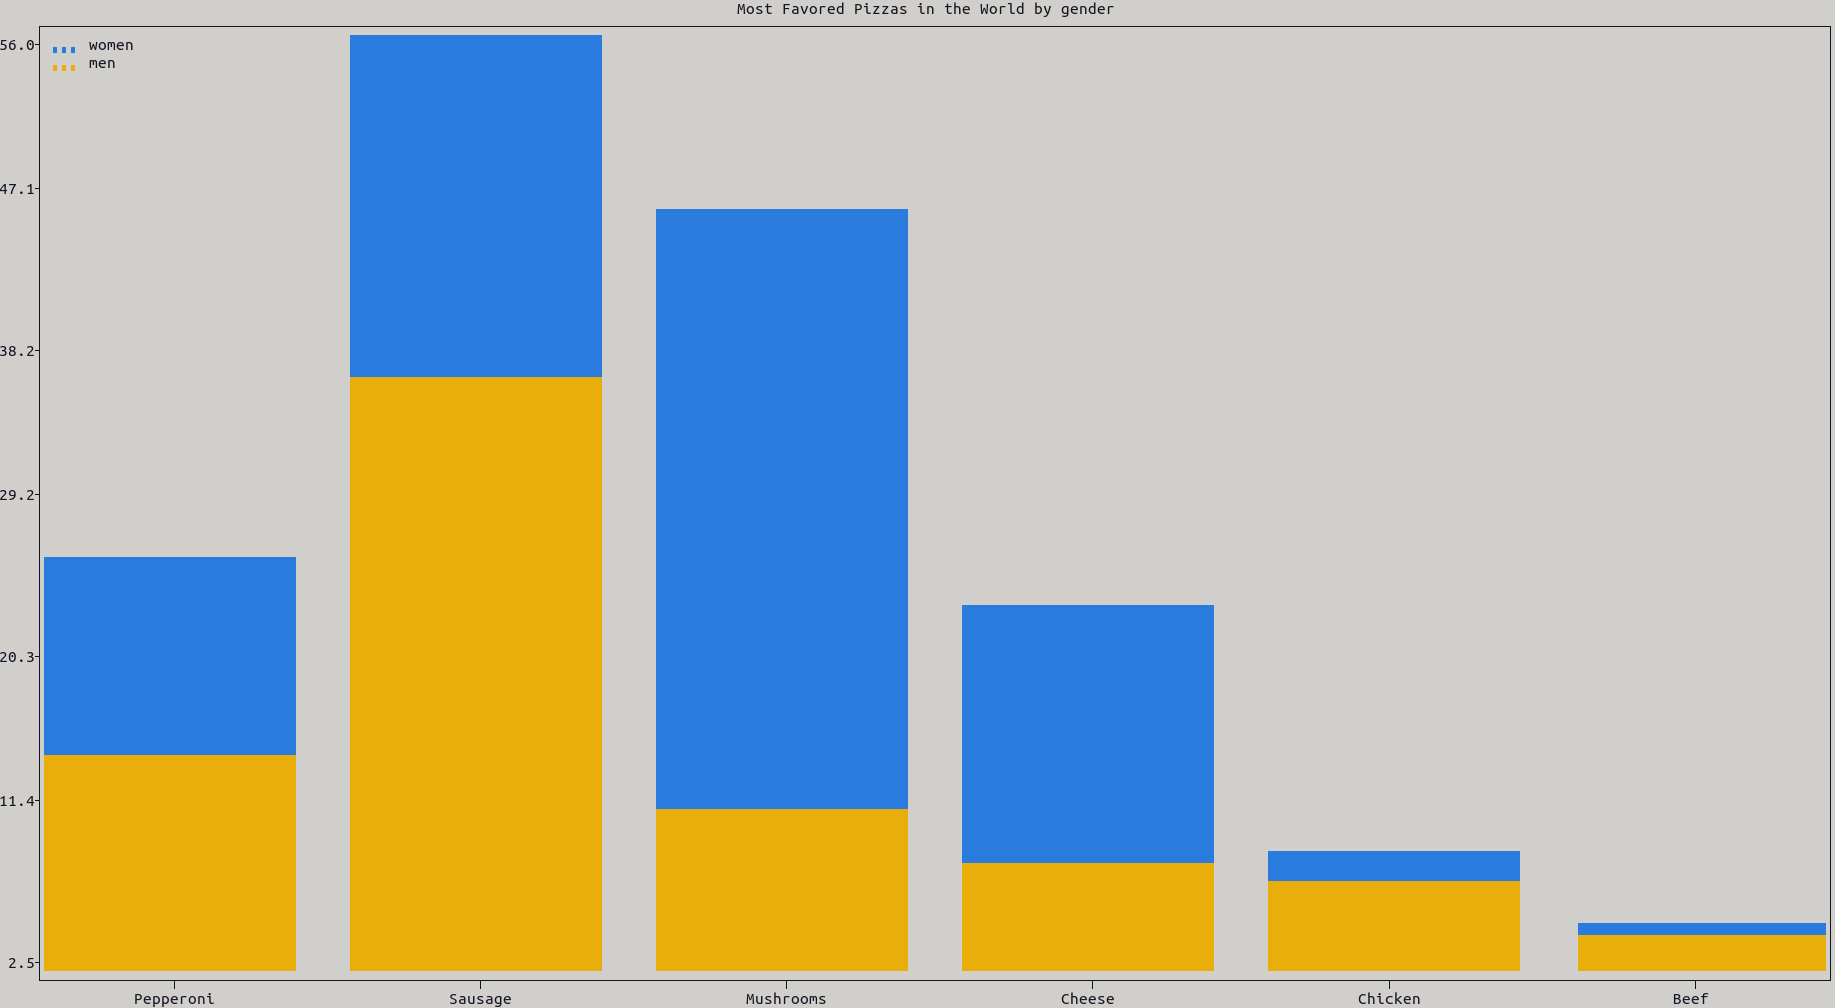 Most Favored Pizzas in the World by gender
women
men
56.0
47.1
38.2
29.2
20.3
11.4
2.5
Pepperoni Sausage Mushrooms Cheese Chicken Beef